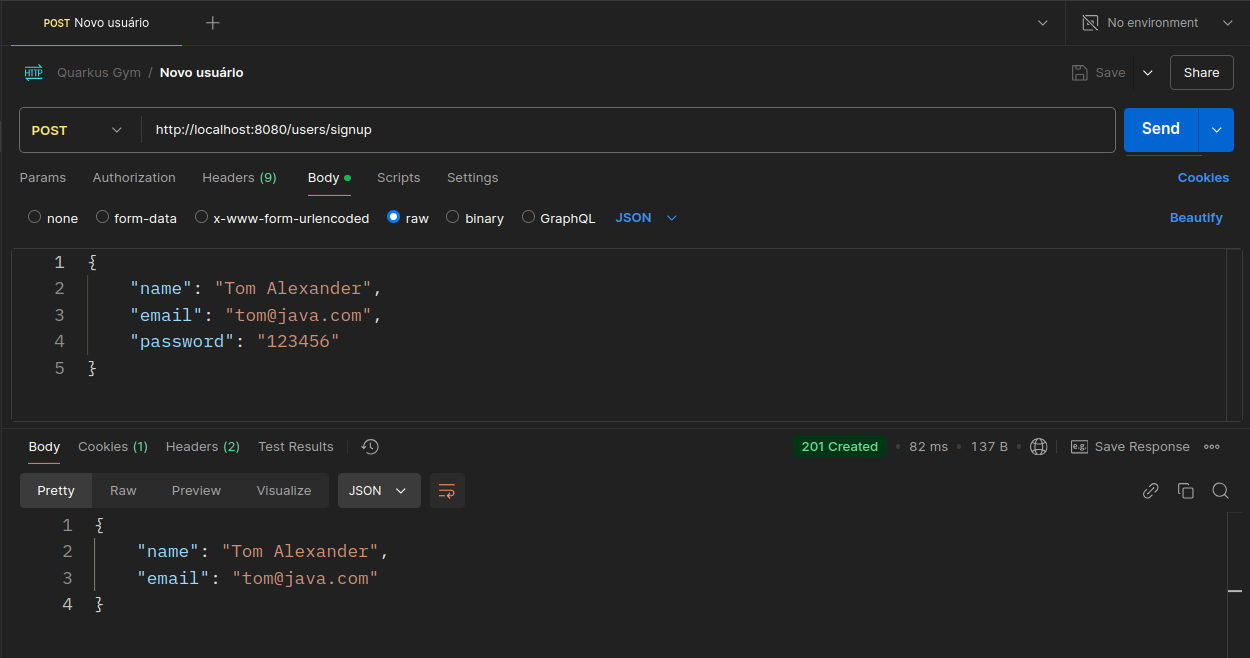 POST Novo usuário
No environment
HTTP Quarkus Gym / Novo usuário
Save
Share
POST http://localhost:8080/users/signup
Send
Params Authorization Headers (9) Body Scripts Settings
Cookies
none form-data x-www-form-urlencoded raw binary GraphQL JSON
Beautify
1 {
2 "name": "Tom Alexander",
3 "email": "tom@java.com",
4 "password": "123456"
5 }
Body Cookies (1) Headers (2) Test Results
201 Created • 82 ms • 137 B •
e.g. Save Response
Pretty Raw Preview Visualize JSON
1 {
2 "name": "Tom Alexander",
3 "email": "tom@java.com"
4 }